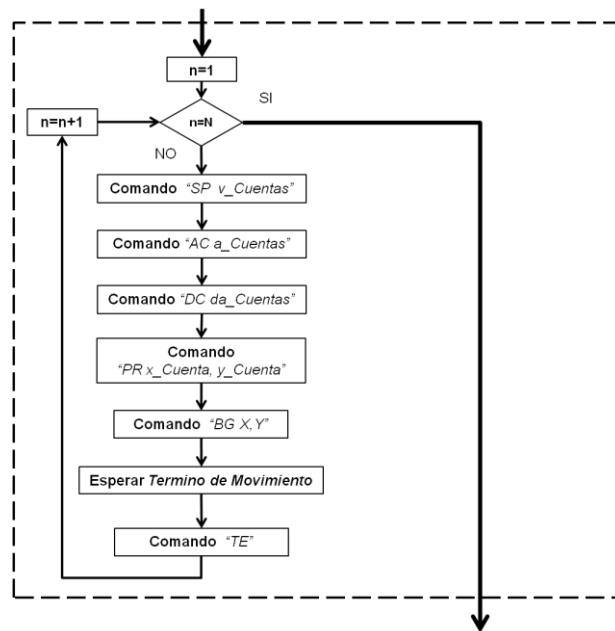 n=1
SI
n=n+1
n=N
NO
Comando “SP v_Cuentas”
Comando “AC a_Cuentas”
Comando “DC da_Cuentas”
Comando
“PR x_Cuenta, y_Cuenta”
Comando “BG X,Y”
Esperar Termino de Movimiento
Comando “TE”